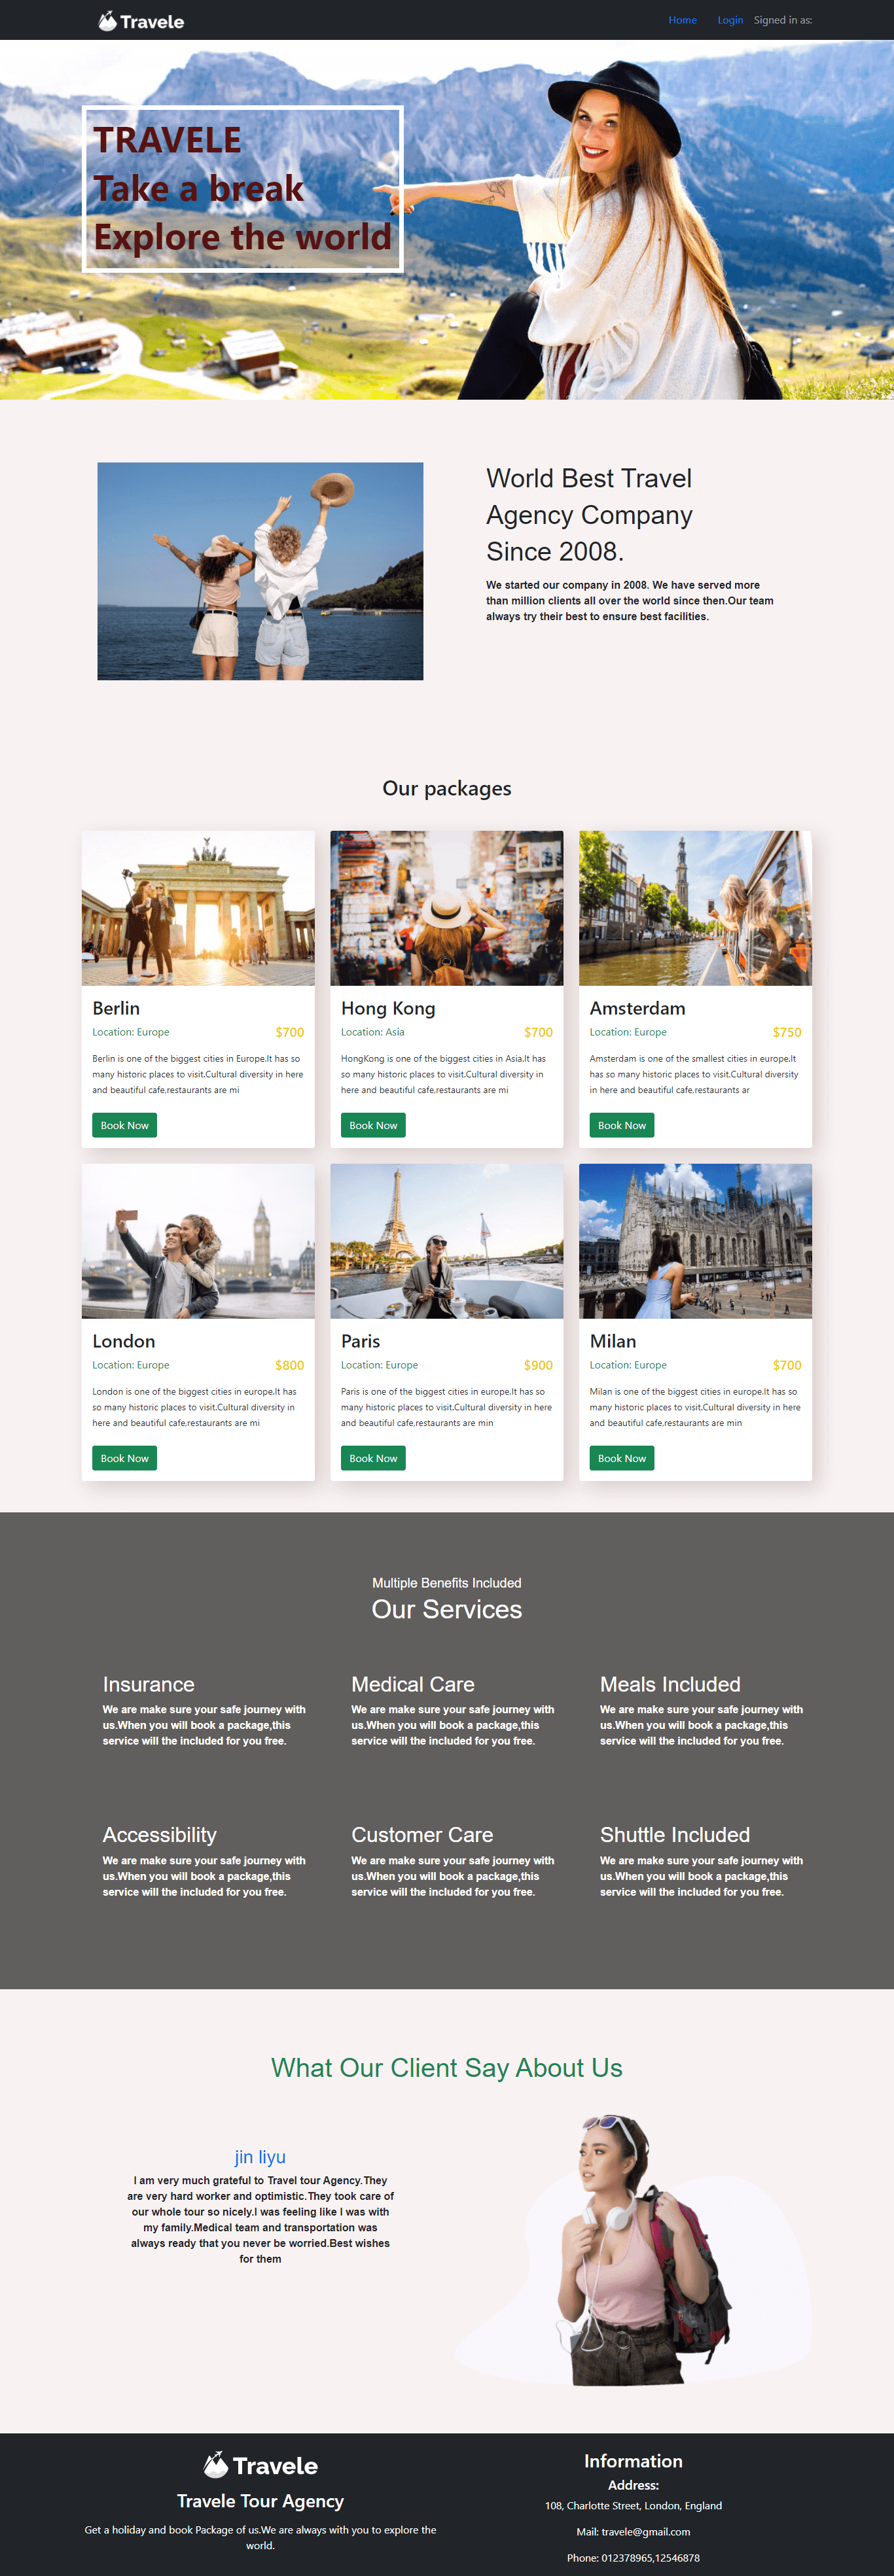 Travele
Home Login Signed in as:
TRAVELE
Take a break
Explore the world
World Best Travel
Agency Company
Since 2008.
We started our company in 2008. We have served more
than million clients all over the world since then.Our team
always try their best to ensure best facilities.
Our packages
Berlin
Location: Europe $700
Berlin is one of the biggest cities in Europe.It has so
many historic places to visit.Cultural diversity in here
and beautiful cafe,restaurants are mi
Book Now
Hong Kong
Location: Asia $700
HongKong is one of the biggest cities in Asia.It has
so many historic places to visit.Cultural diversity in
here and beautiful cafe,restaurants are mi
Book Now
Amsterdam
Location: Europe $750
Amsterdam is one of the smallest cities in europe.It
has so many historic places to visit.Cultural diversity
in here and beautiful cafe,restaurants ar
Book Now
London
Location: Europe $800
London is one of the biggest cities in europe.It has
so many historic places to visit.Cultural diversity in
here and beautiful cafe,restaurants are mi
Book Now
Paris
Location: Europe $900
Paris is one of the biggest cities in europe.It has so
many historic places to visit.Cultural diversity in here
and beautiful cafe,restaurants are min
Book Now
Milan
Location: Europe $700
Milan is one of the biggest cities in europe.It has so
many historic places to visit.Cultural diversity in here
and beautiful cafe,restaurants are min
Book Now
Multiple Benefits Included
Our Services
Insurance
We are make sure your safe journey with
us.When you will book a package,this
service will the included for you free.
Medical Care
We are make sure your safe journey with
us.When you will book a package,this
service will the included for you free.
Meals Included
We are make sure your safe journey with
us.When you will book a package,this
service will the included for you free.
Accessibility
We are make sure your safe journey with
us.When you will book a package,this
service will the included for you free.
Customer Care
We are make sure your safe journey with
us.When you will book a package,this
service will the included for you free.
Shuttle Included
We are make sure your safe journey with
us.When you will book a package,this
service will the included for you free.
What Our Client Say About Us
jin liyu
I am very much grateful to Travel tour Agency.They
are very hard worker and optimistic.They took care of
our whole tour so nicely.I was feeling like I was with
my family.Medical team and transportation was
always ready that you never be worried.Best wishes
for them
Travele
Travele Tour Agency
Get a holiday and book Package of us.We are always with you to explore the
world.
Information
Address:
108, Charlotte Street, London, England
Mail: travele@gmail.com
Phone: 012378965,12546878